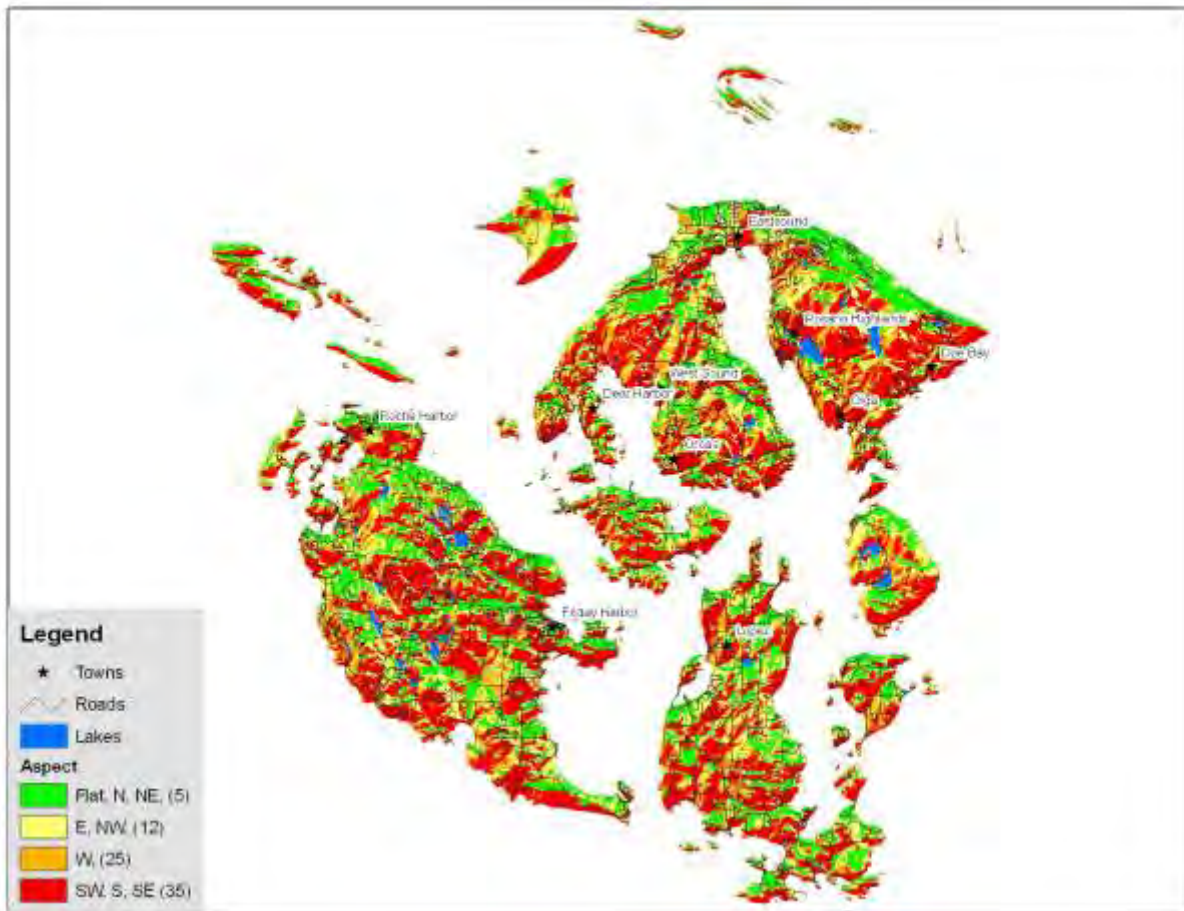 Eastsound
Rosario Highlands
Doe Bay
West Sound
Deer Harbor
Olga
Roche Harbor
Orcas
Friday Harbor
Lopez
Legend
Towns
Roads
Lakes
Aspect
Flat, N, NE, (5)
E, NW, (12)
W, (25)
SW, S, SE (35)